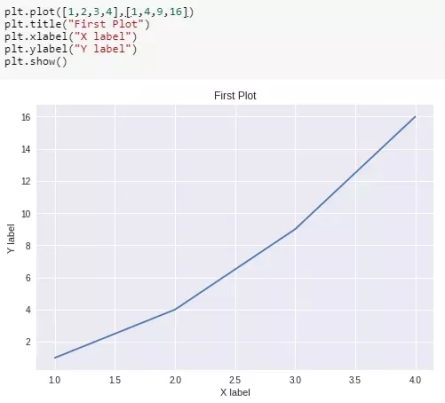 plt.plot([1,2,3,4],[1,4,9,16])
plt.title("First Plot")
plt.xlabel("X label")
plt.ylabel("Y label")
plt.show()
First Plot
16
14
12
10
8
6
4
2
Y label
1.0 1.5 2.0 2.5 3.0 3.5 4.0
X label